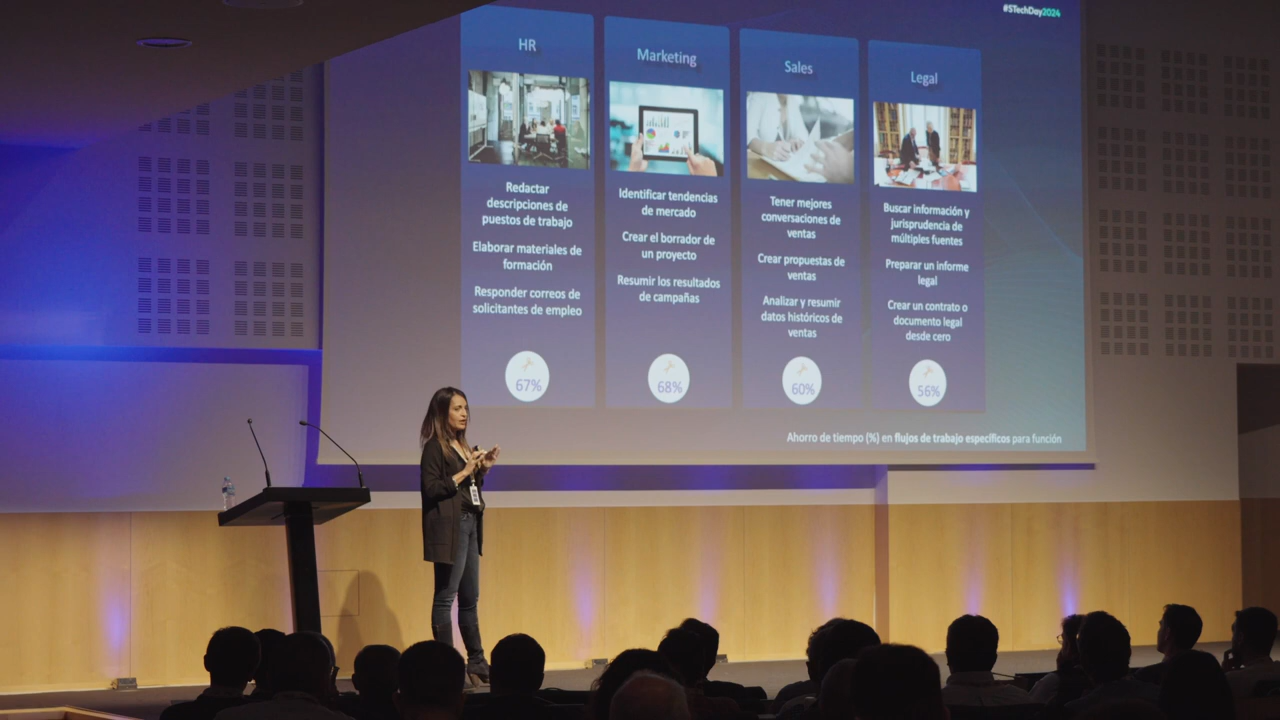 #STechDay2024
HR
Redactar
descripciones de
puestos de trabajo
Elaborar materiales de
formación
Responder correos de
solicitantes de empleo
67%
Marketing
Identificar tendencias
de mercado
Crear el borrador de
un proyecto
Resumir los resultados
de campañas
68%
Sales
Tener mejores
conversaciones de
ventas
Crear propuestas de
ventas
Analizar y resumir
datos históricos de
ventas
60%
Legal
Buscar información y
jurisprudencia de
múltiples fuentes
Preparar un informe
legal
Crear un contrato o
documento legal
desde cero
56%
Ahorro de tiempo (%) en flujos de trabajo específicos para función